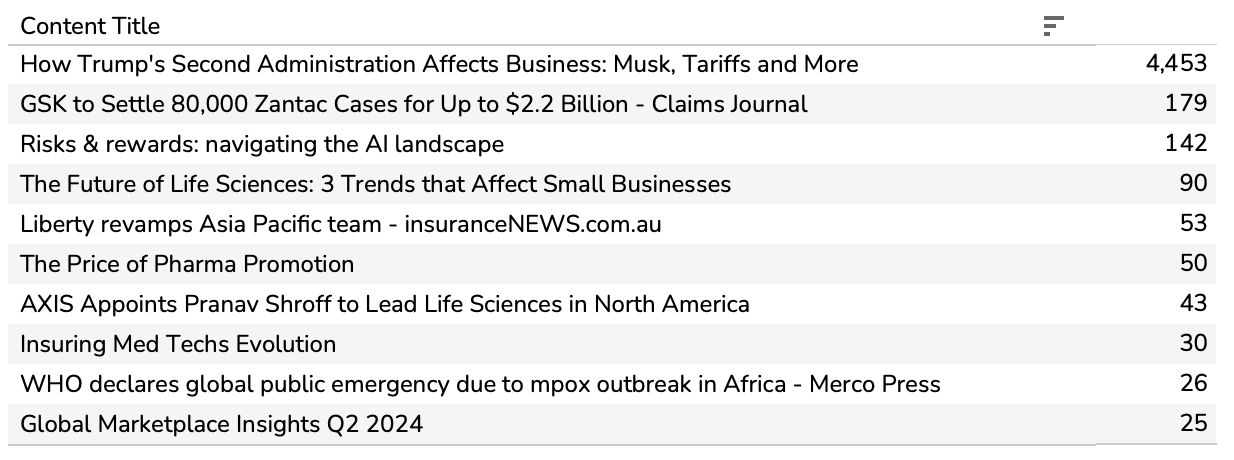 Content Title
How Trump's Second Administration Affects Business: Musk, Tariffs and More 4,453
GSK to Settle 80,000 Zantac Cases for Up to $2.2 Billion - Claims Journal 179
Risks & rewards: navigating the AI landscape 142
The Future of Life Sciences: 3 Trends that Affect Small Businesses 90
Liberty revamps Asia Pacific team - insuranceNEWS.com.au 53
The Price of Pharma Promotion 50
AXIS Appoints Pranav Shroff to Lead Life Sciences in North America 43
Insuring Med Techs Evolution 30
WHO declares global public emergency due to mpox outbreak in Africa - Merco Press 26
Global Marketplace Insights Q2 2024 25